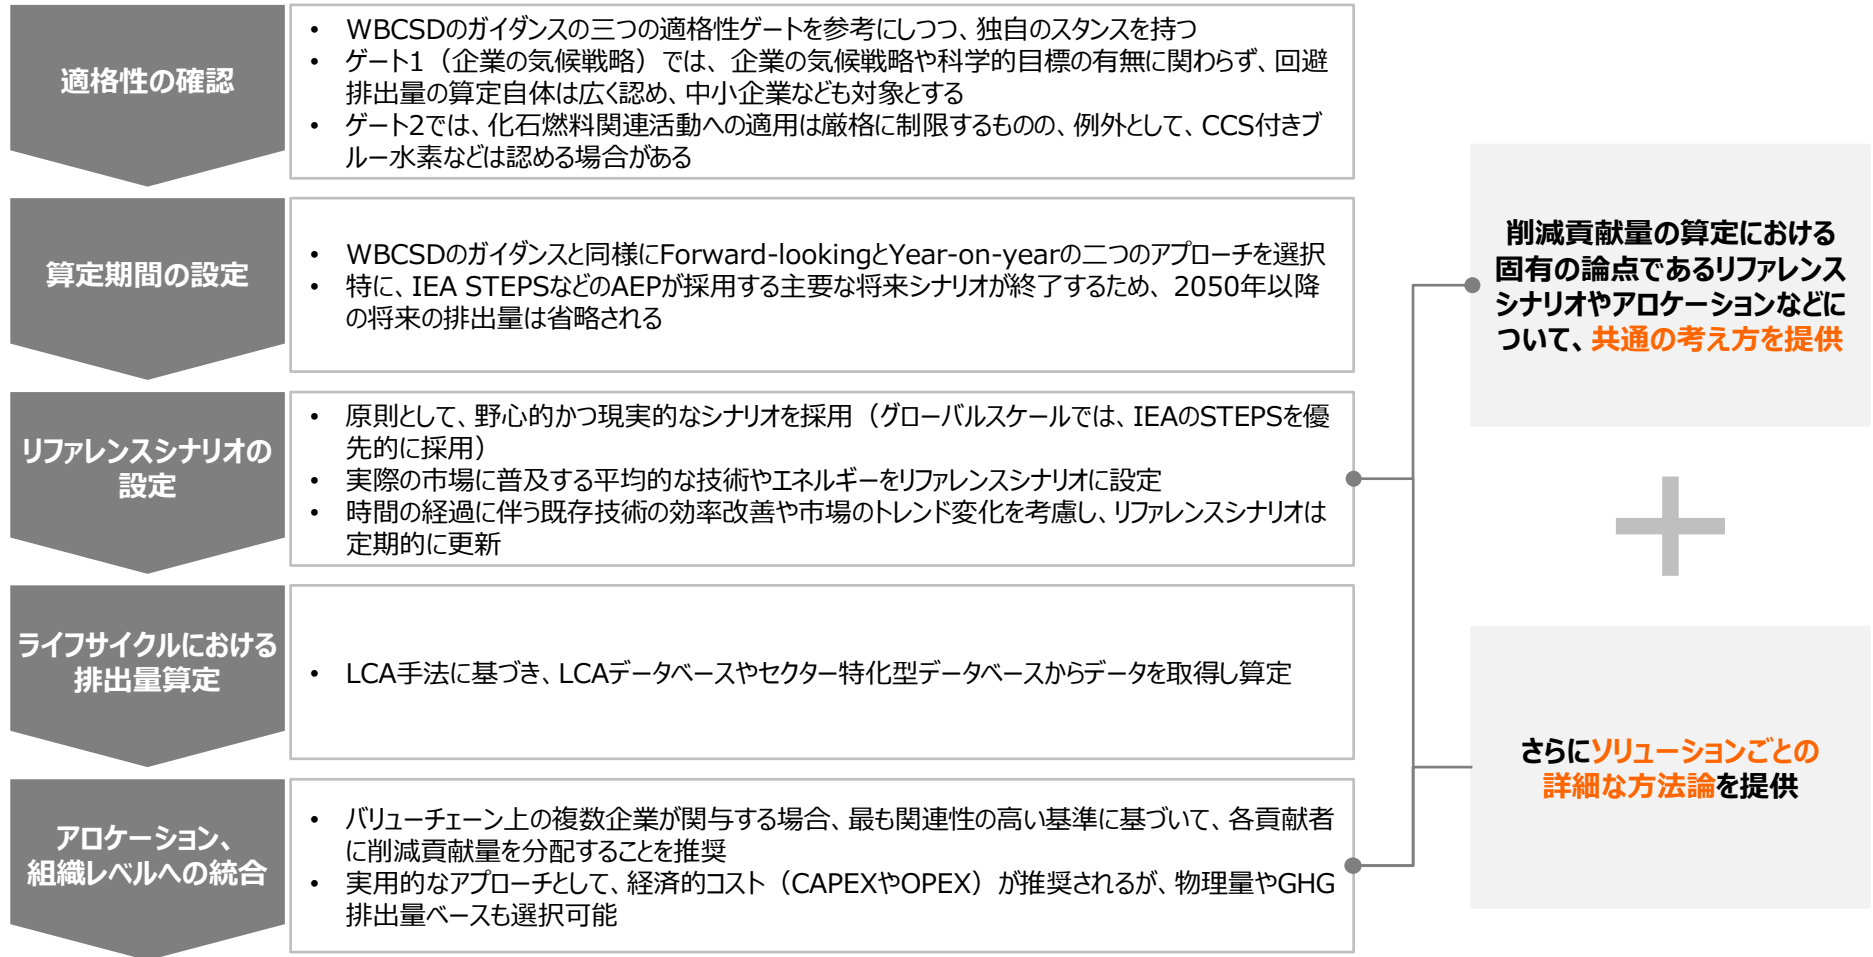 適格性の確認
• WBCSDのガイダンスの三つの適格性ゲートを参考にしつつ、独自のスタンスを持つ
• ゲート1（企業の気候戦略）では、企業の気候戦略や科学的目標の有無に関わらず、回避
排出量の算定自体は広く認め、中小企業なども対象とする
• ゲート2では、化石燃料関連活動への適用は厳格に制限するものの、例外として、CCS付きブ
ルー水素などは認める場合がある
算定期間の設定
• WBCSDのガイダンスと同様にForward-lookingとYear-on-yearの二つのアプローチを選択
• 特に、IEA STEPSなどのAEPが採用する主要な将来シナリオが終了するため、2050年以降
の将来の排出量は省略される
リファレンスシナリオの
設定
• 原則として、野心的かつ現実的なシナリオを採用（グローバルスケールでは、IEAのSTEPSを優
先的に採用）
• 実際の市場に普及する平均的な技術やエネルギーをリファレンスシナリオに設定
• 時間の経過に伴う既存技術の効率改善や市場のトレンド変化を考慮し、リファレンスシナリオは
定期的に更新
ライフサイクルにおける
排出量算定
• LCA手法に基づき、LCAデータベースやセクター特化型データベースからデータを取得し算定
アロケーション、
組織レベルへの統合
• バリューチェーン上の複数企業が関与する場合、最も関連性の高い基準に基づいて、各貢献者
に削減貢献量を分配することを推奨
• 実用的なアプローチとして、経済的コスト（CAPEXやOPEX）が推奨されるが、物理量やGHG
排出量ベースも選択可能
削減貢献量の算定における
固有の論点であるリファレンス
シナリオやアロケーションなどに
ついて、共通の考え方を提供
さらにソリューションごとの
詳細な方法論を提供